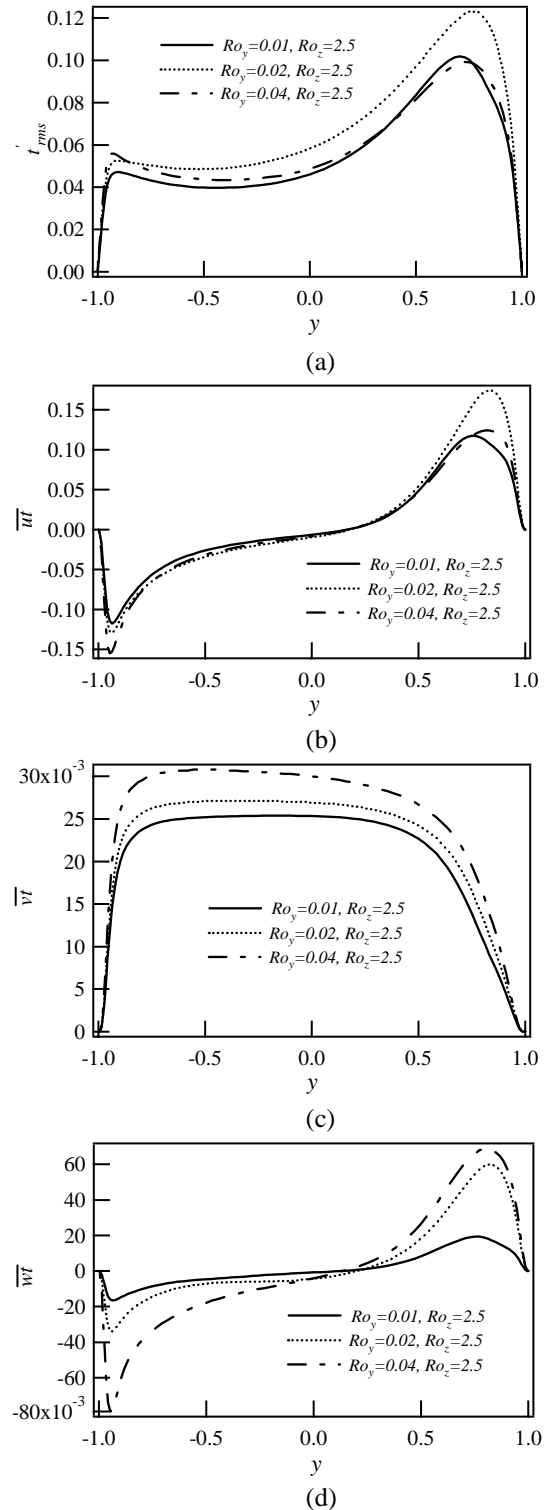 0.12
0.10
0.08
0.06
0.04
0.02
0.00
t'rms
Roy=0.01, Roz=2.5
Roy=0.02, Roz=2.5
Roy=0.04, Roz=2.5
-1.0 -0.5 0.0 0.5 1.0
y
(a)
0.15
0.10
0.05
0.00
-0.05
-0.10
-0.15
ut
Roy=0.01, Roz=2.5
Roy=0.02, Roz=2.5
Roy=0.04, Roz=2.5
-1.0 -0.5 0.0 0.5 1.0
y
(b)
30x10-3
25
20
15
10
5
0
vt
Roy=0.01, Roz=2.5
Roy=0.02, Roz=2.5
Roy=0.04, Roz=2.5
-1.0 -0.5 0.0 0.5 1.0
y
(c)
60
40
20
0
-20
-40
-60
-80x10-3
wt
Roy=0.01, Roz=2.5
Roy=0.02, Roz=2.5
Roy=0.04, Roz=2.5
-1.0 -0.5 0.0 0.5 1.0
y
(d)